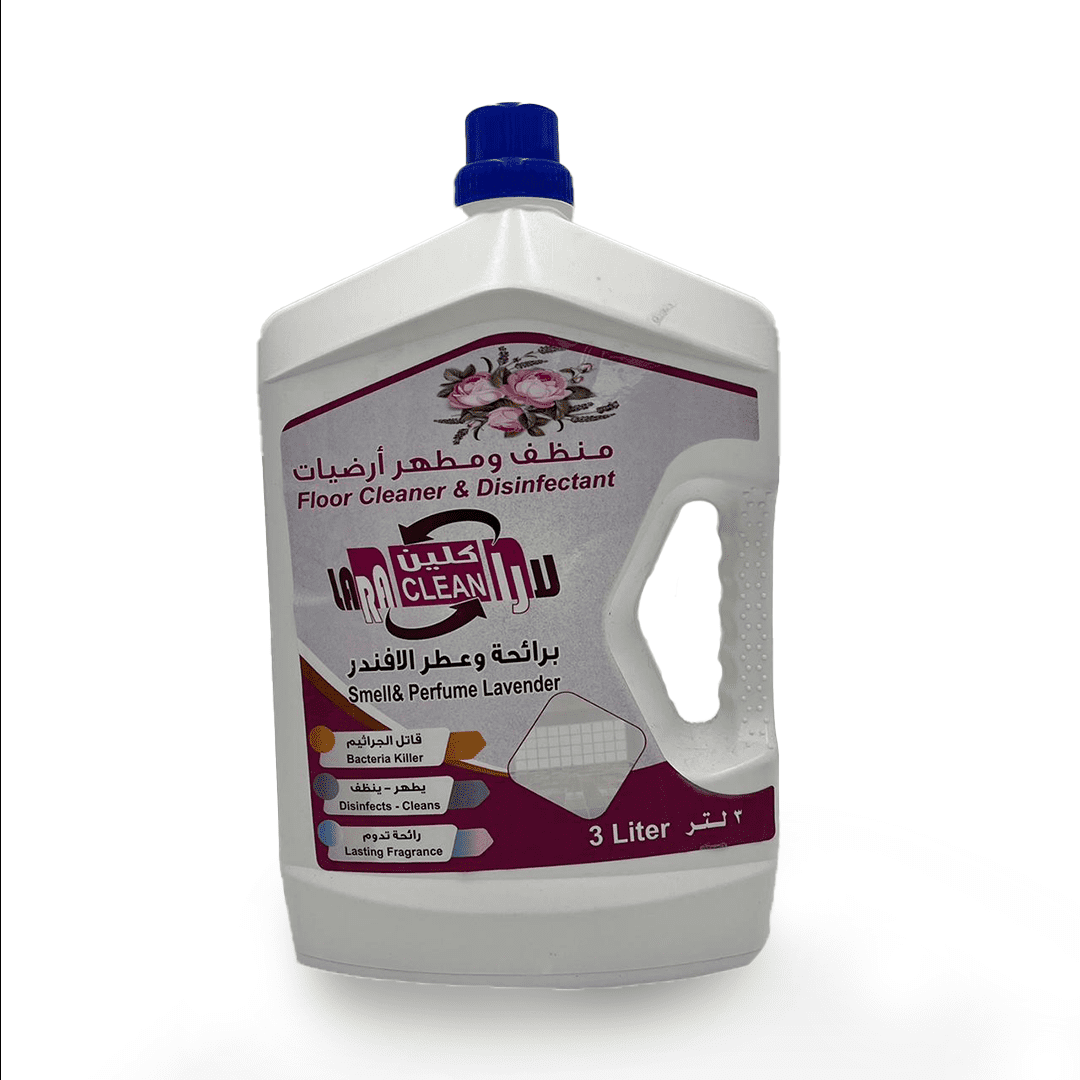 منظف ومطهر أرضيات
Floor Cleaner & Disinfectant
كلين لارا
LARA CLEAN
برائحة وعطر الافندر
Smell& Perfume Lavender
قاتل الجراثيم
Bacteria Killer
يطهر - ينظف
Disinfects - Cleans
رائحة تدوم
Lasting Fragrance
3 Liter ٣ لتر